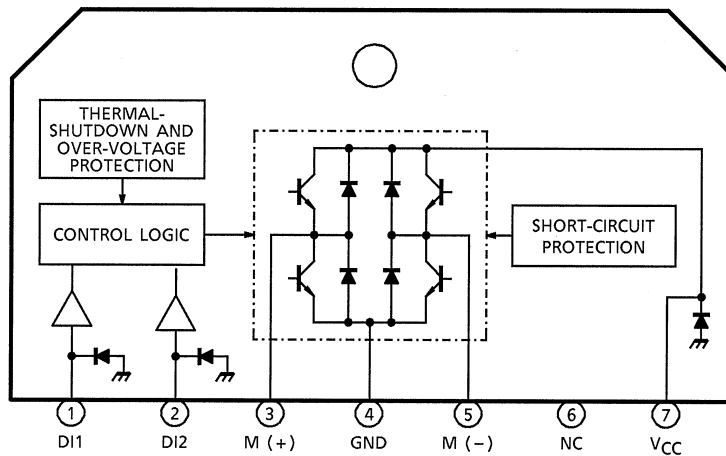 THERMAL-
SHUTDOWN AND
OVER-VOLTAGE
PROTECTION
CONTROL LOGIC
SHORT-CIRCUIT
PROTECTION
1 2 3 4 5 6 7
DI1 DI2 M (+) GND M (−) NC VCC